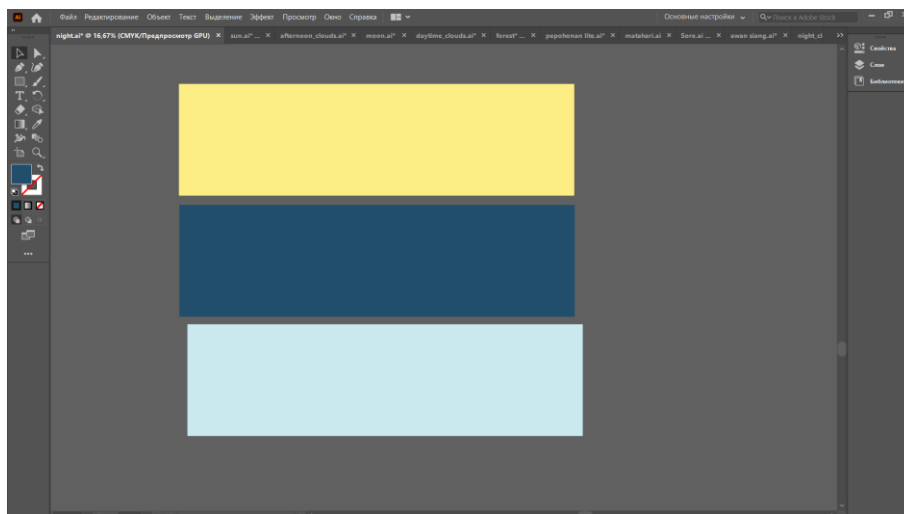 Ai Файл Редактирование Объект Текст Выделение Эффект Просмотр Окно Справка Основные настройки Поиск в Adobe Stock
night.ai* @ 16,67% (CMYK/Предпросмотр GPU) × sun.ai* ... × afternoon_clouds.ai* × moon.ai* × daytime_clouds.ai* × forest* ... × pepohonan lite.ai* × matahari.ai × Sore.ai ... × awan siang.ai* × night_cl
Свойства
Слои
Библиотеки